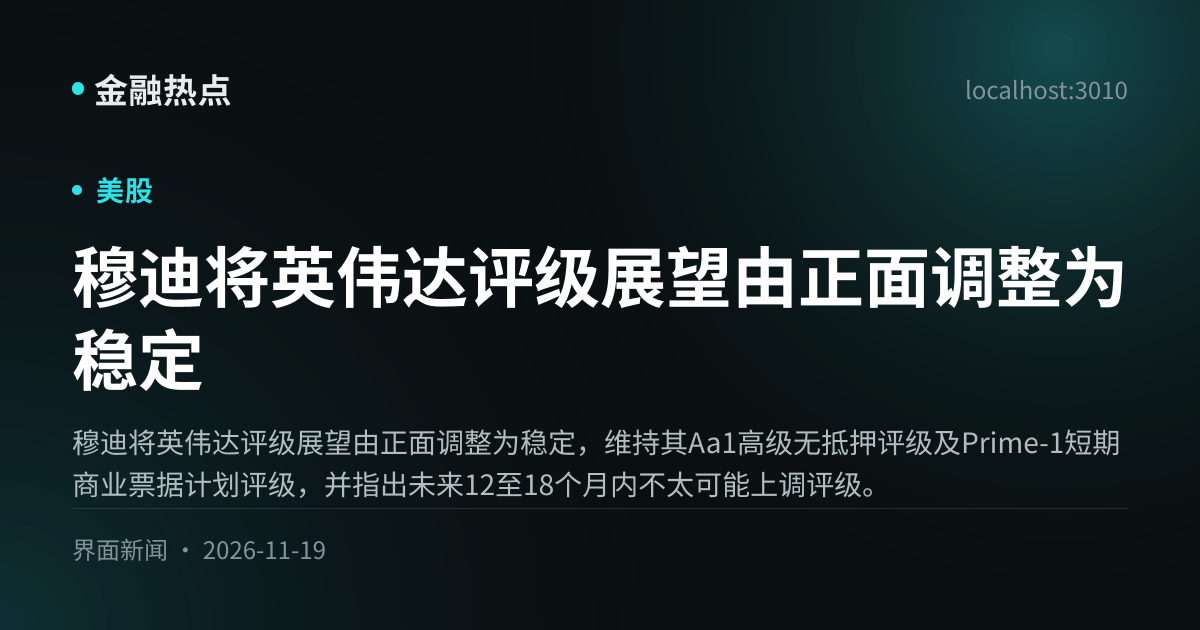 金融热点
localhost:3010
美股
穆迪将英伟达评级展望由正面调整为
稳定
穆迪将英伟达评级展望由正面调整为稳定，维持其Aa1高级无抵押评级及Prime-1短期
商业票据计划评级，并指出未来12至18个月内不太可能上调评级。
界面新闻 • 2026-11-19